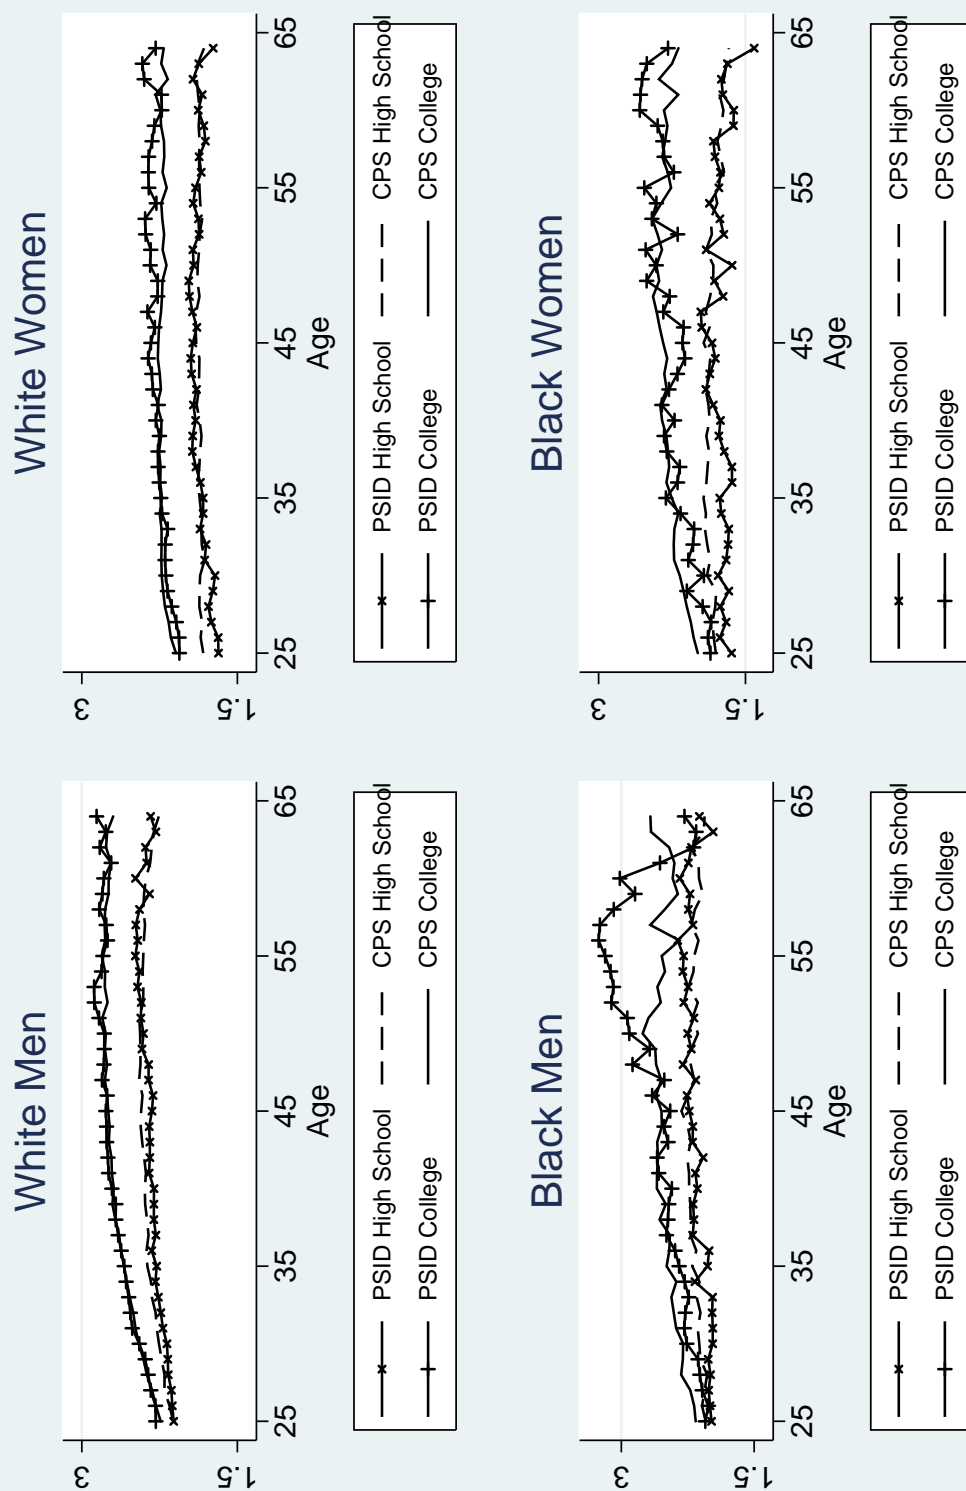 White Men
3
1.5
25 35 45 55 65
Age
PSID High School CPS High School
PSID College CPS College
White Women
3
1.5
25 35 45 55 65
Age
PSID High School CPS High School
PSID College CPS College
Black Men
3
1.5
25 35 45 55 65
Age
PSID High School CPS High School
PSID College CPS College
Black Women
3
1.5
25 35 45 55 65
Age
PSID High School CPS High School
PSID College CPS College